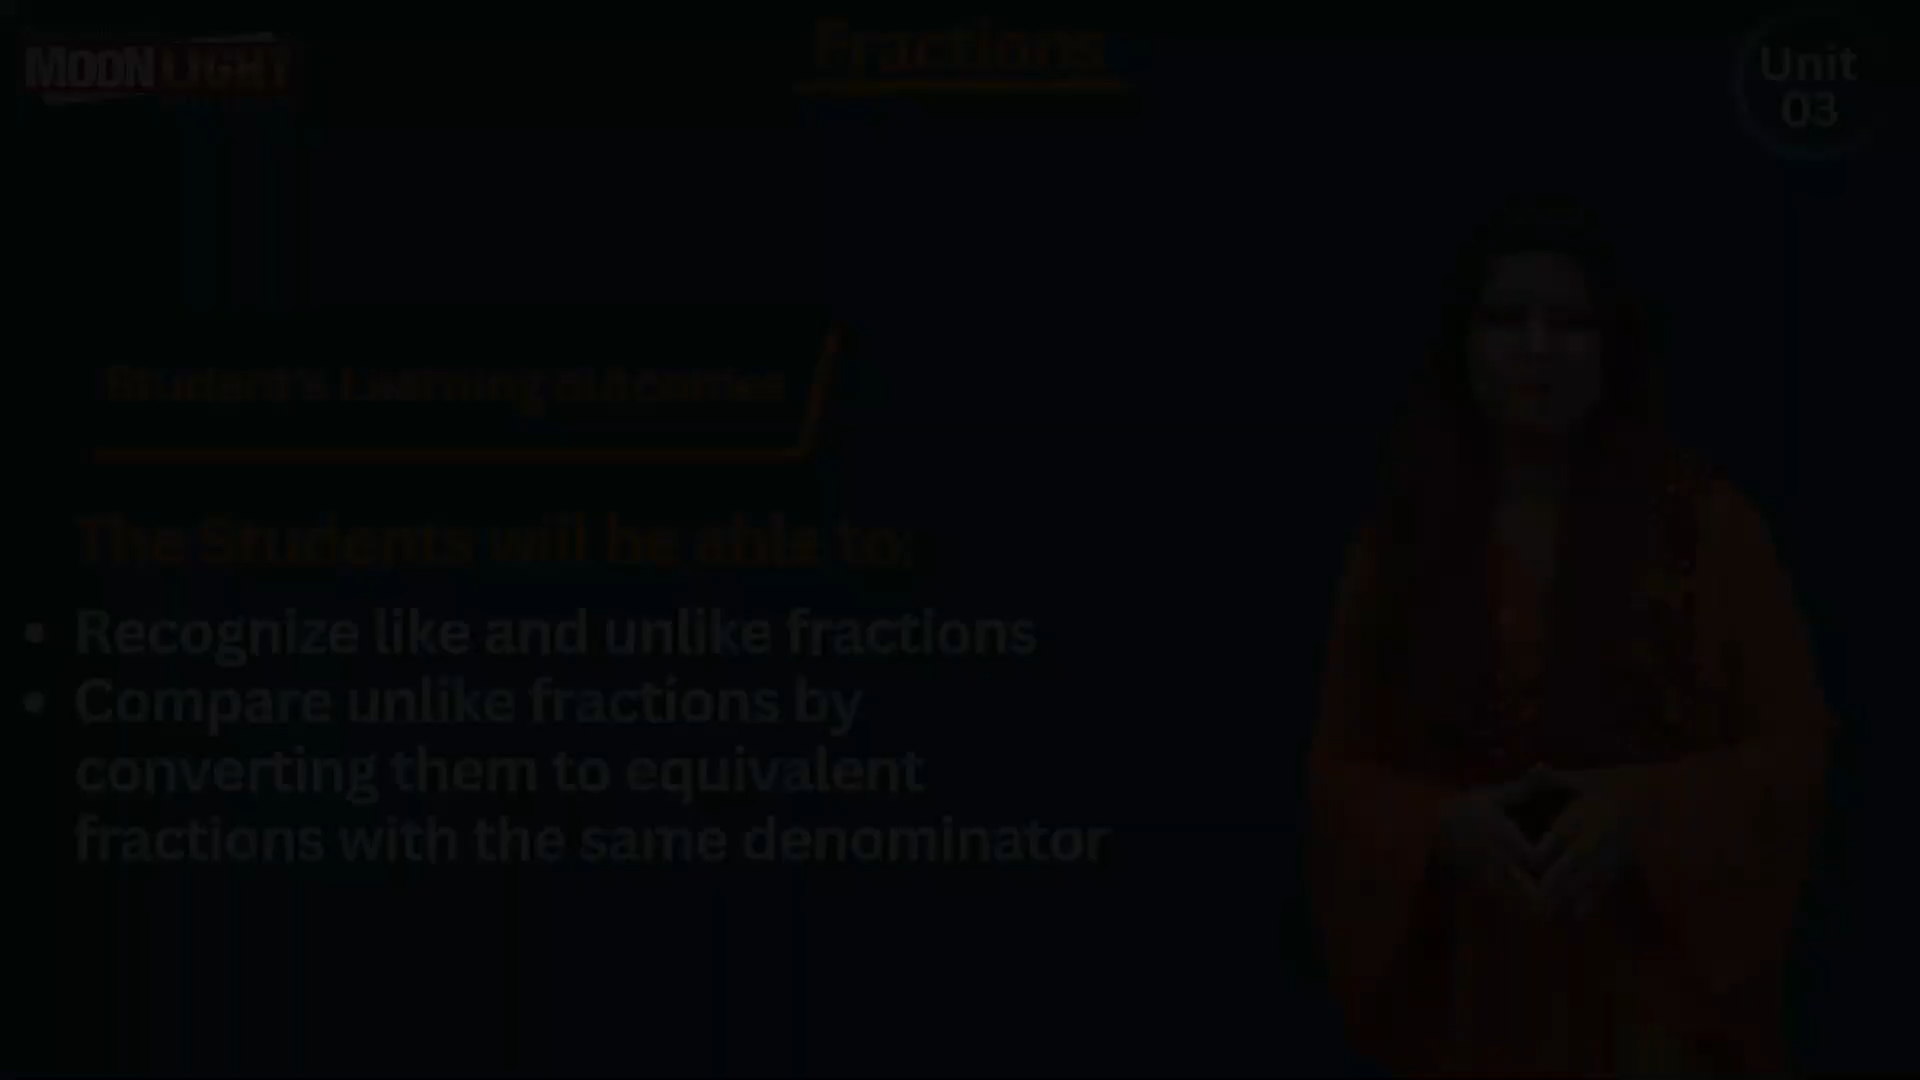 MOONLIGHT
Fractions
Unit
03
Student's Learning outcomes
The Students will be able to;
• Recognize like and unlike fractions
• Compare unlike fractions by
converting them to equivalent
fractions with the same denominator